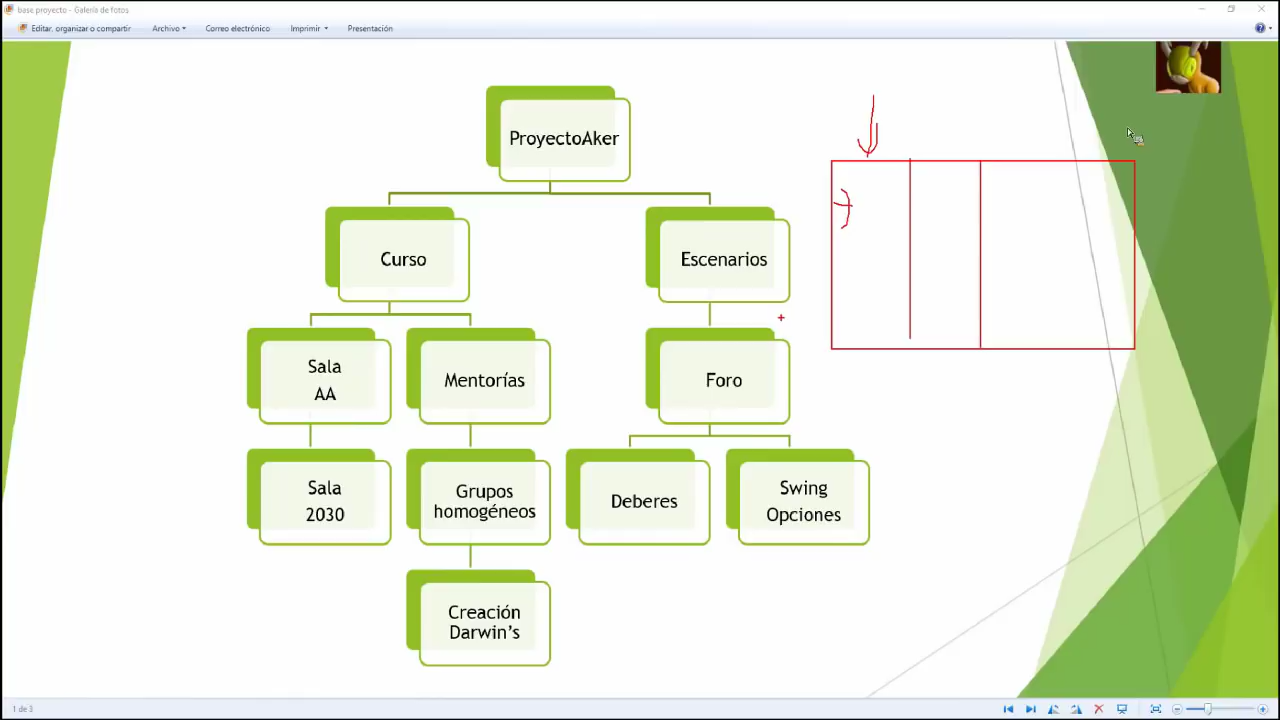 base proyecto - Galería de fotos
Editar, organizar o compartir
Archivo
Correo electrónico
Imprimir
Presentación
ProyectoAker
Curso
Escenarios
Sala
AA
Mentorías
Foro
Sala
2030
Grupos
homogéneos
Deberes
Swing
Opciones
Creación
Darwin's
1 de 3